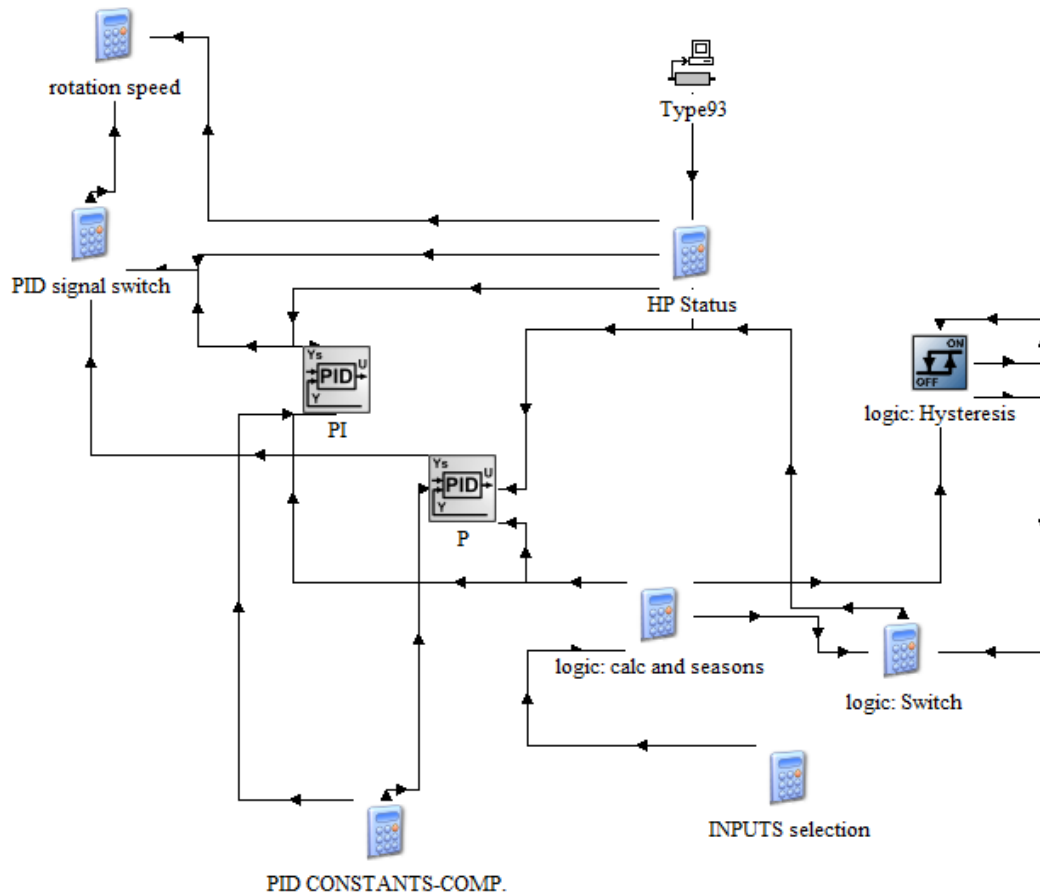 rotation speed
Type93
PID signal switch
HP Status
Ys
U
PID
Y
PI
ON
OFF
logic: Hysteresis
Ys
U
PID
Y
P
logic: calc and seasons
logic: Switch
INPUTS selection
PID CONSTANTS-COMP.